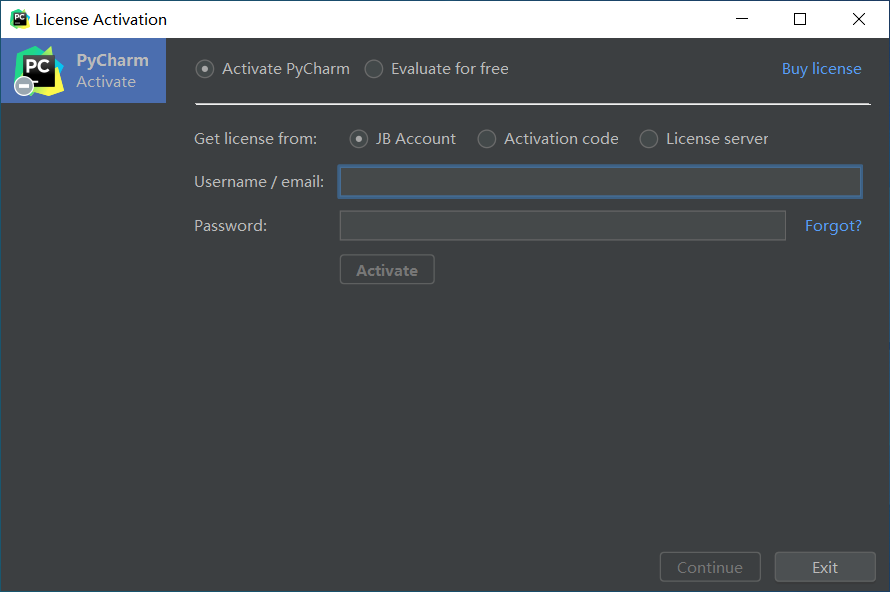 License Activation
PC
PyCharm
Activate
Activate PyCharm Evaluate for free Buy license
Get license from: JB Account Activation code License server
Username / email:
Password: Forgot?
Activate
Continue Exit